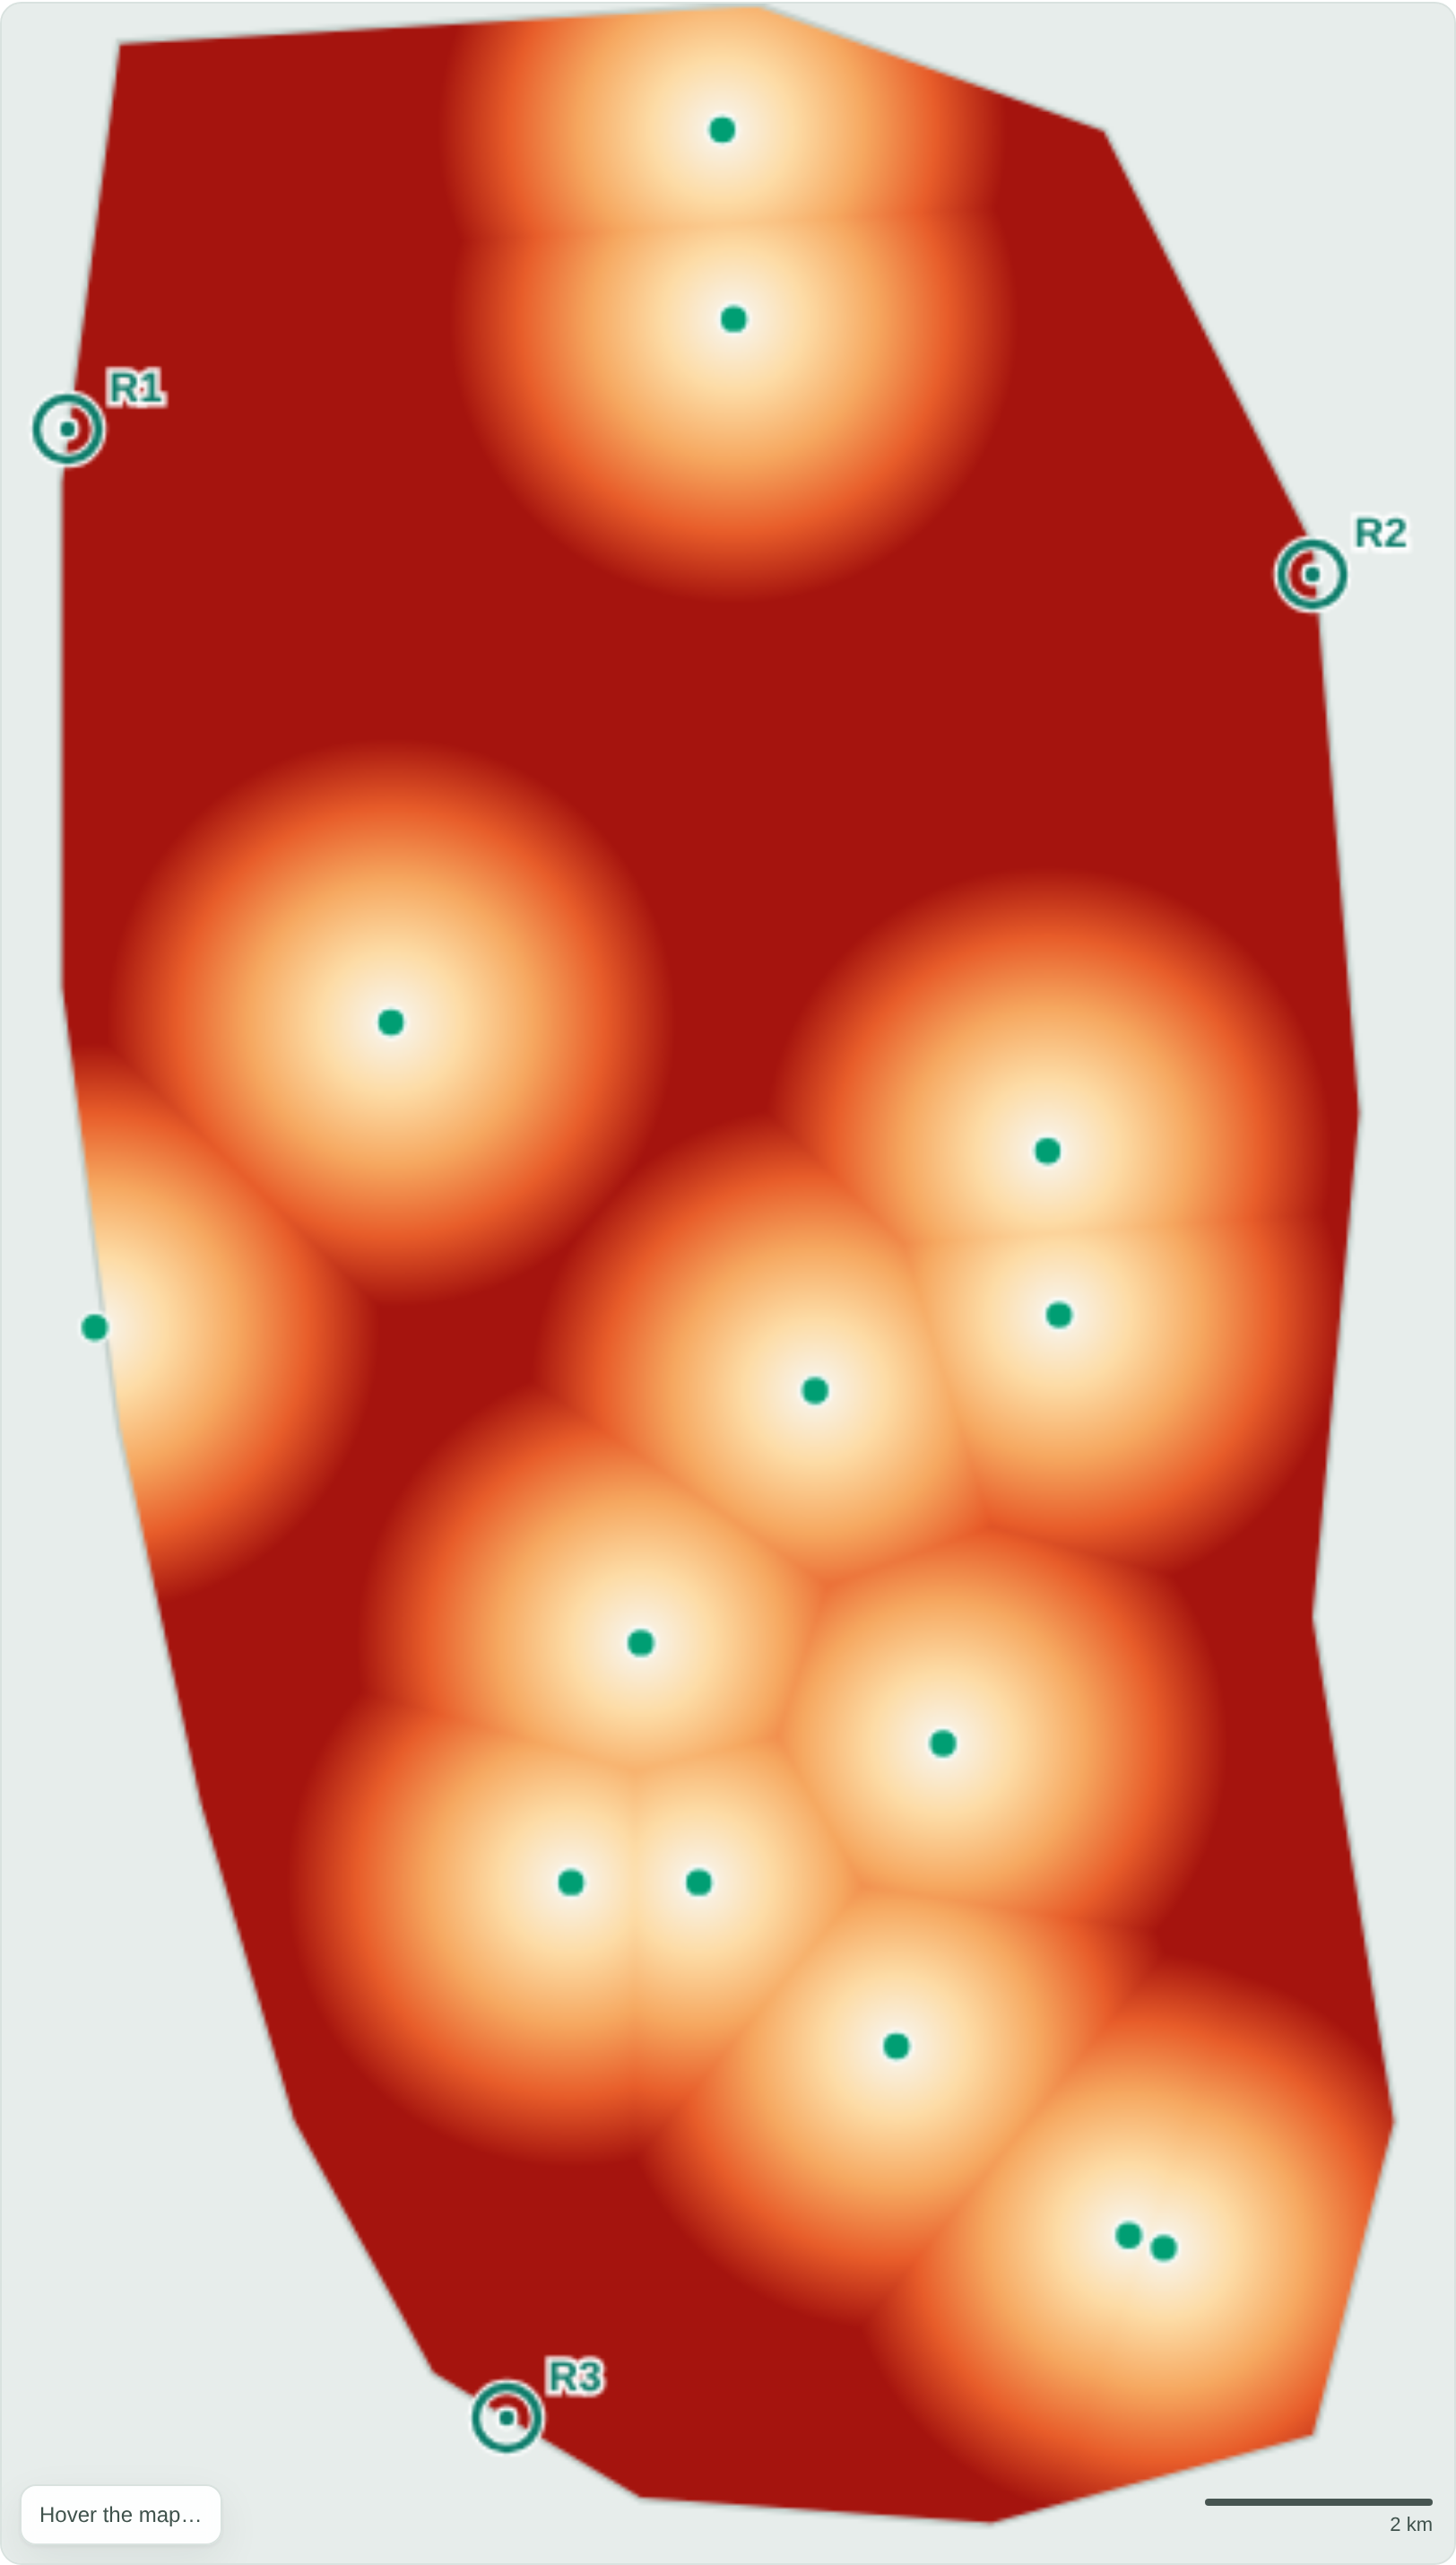 R1
R2
R3
Hover the map…
2 km